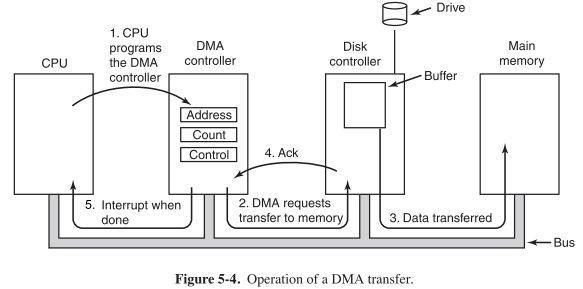 Drive
1. CPU
programs
the DMA
controller
CPU
DMA
controller
Disk
controller
Main
memory
Buffer
Address
Count
Control
4. Ack
5. Interrupt when
done
2. DMA requests
transfer to memory
3. Data transferred
Bus
Figure 5-4. Operation of a DMA transfer.